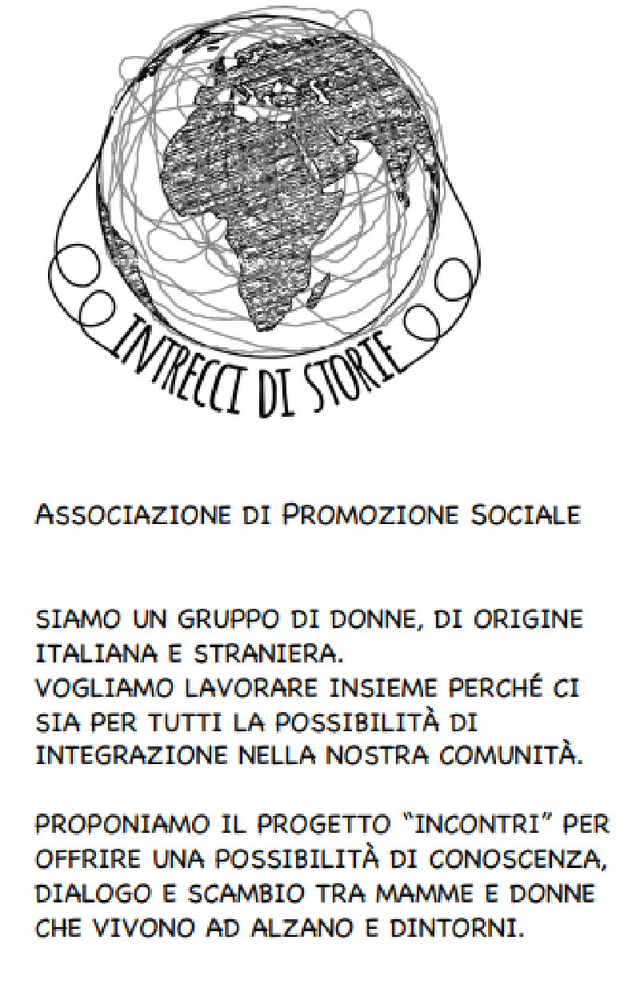 INTRECCI DI STORIE
ASSOCIAZIONE DI PROMOZIONE SOCIALE
SIAMO UN GRUPPO DI DONNE, DI ORIGINE
ITALIANA E STRANIERA.
VOGLIAMO LAVORARE INSIEME PERCHÉ CI
SIA PER TUTTI LA POSSIBILITÀ DI
INTEGRAZIONE NELLA NOSTRA COMUNITÀ.
PROPONIAMO IL PROGETTO “INCONTRI” PER
OFFRIRE UNA POSSIBILITÀ DI CONOSCENZA,
DIALOGO E SCAMBIO TRA MAMME E DONNE
CHE VIVONO AD ALZANO E DINTORNI.